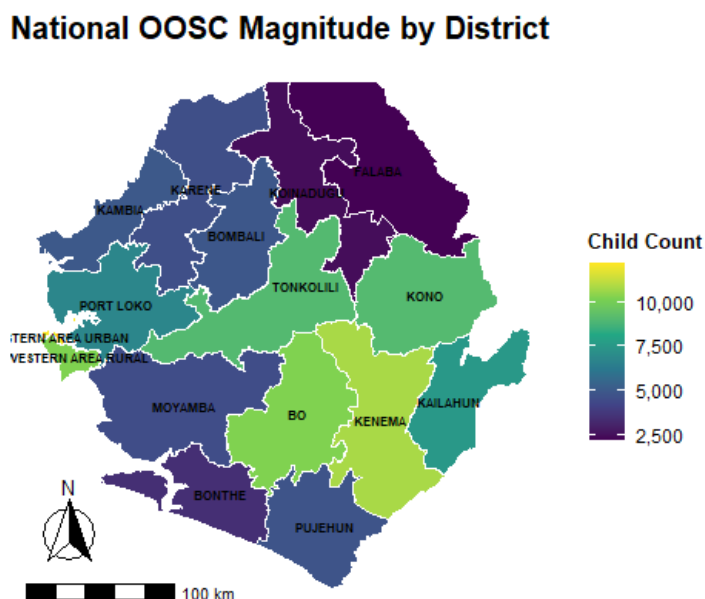 National OOSC Magnitude by District
FALABA
KARENE
KOINADUGU
KAMBIA
BOMBALI
Child Count
TONKOLILI
KONO
PORT LOKO
10,000
TERN AREA URBAN
7,500
WESTERN AREA RURAL
5,000
KAILAHUN
MOYAMBA
BO
KENEMA
2,500
N
BONTHE
PUJEHUN
100 km